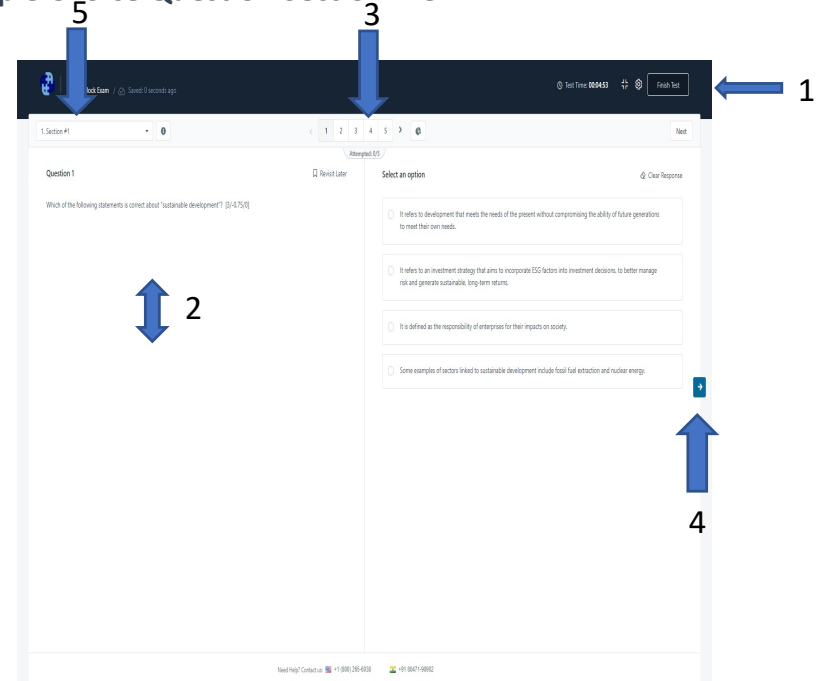 5
3
1
lock Exam / Saved: 0 seconds ago
Test Time: 00:04:53
Finish Test
1. Section #1
1 2 3 4 5
Next
Attempted: 0/5
Question 1
Revisit Later
Select an option
Clear Response
Which of the following statements is correct about "sustainable development"? [3/-0.75/0]
It refers to development that meets the needs of the present without compromising the ability of future generations
to meet their own needs.
It refers to an investment strategy that aims to incorporate ESG factors into investment decisions, to better manage
risk and generate sustainable, long-term returns.
2
It is defined as the responsibility of enterprises for their impacts on society.
Some examples of sectors linked to sustainable development include fossil fuel extraction and nuclear energy.
4
Need Help? Contact us: +1 (800) 265-6038 +91 80471-90902